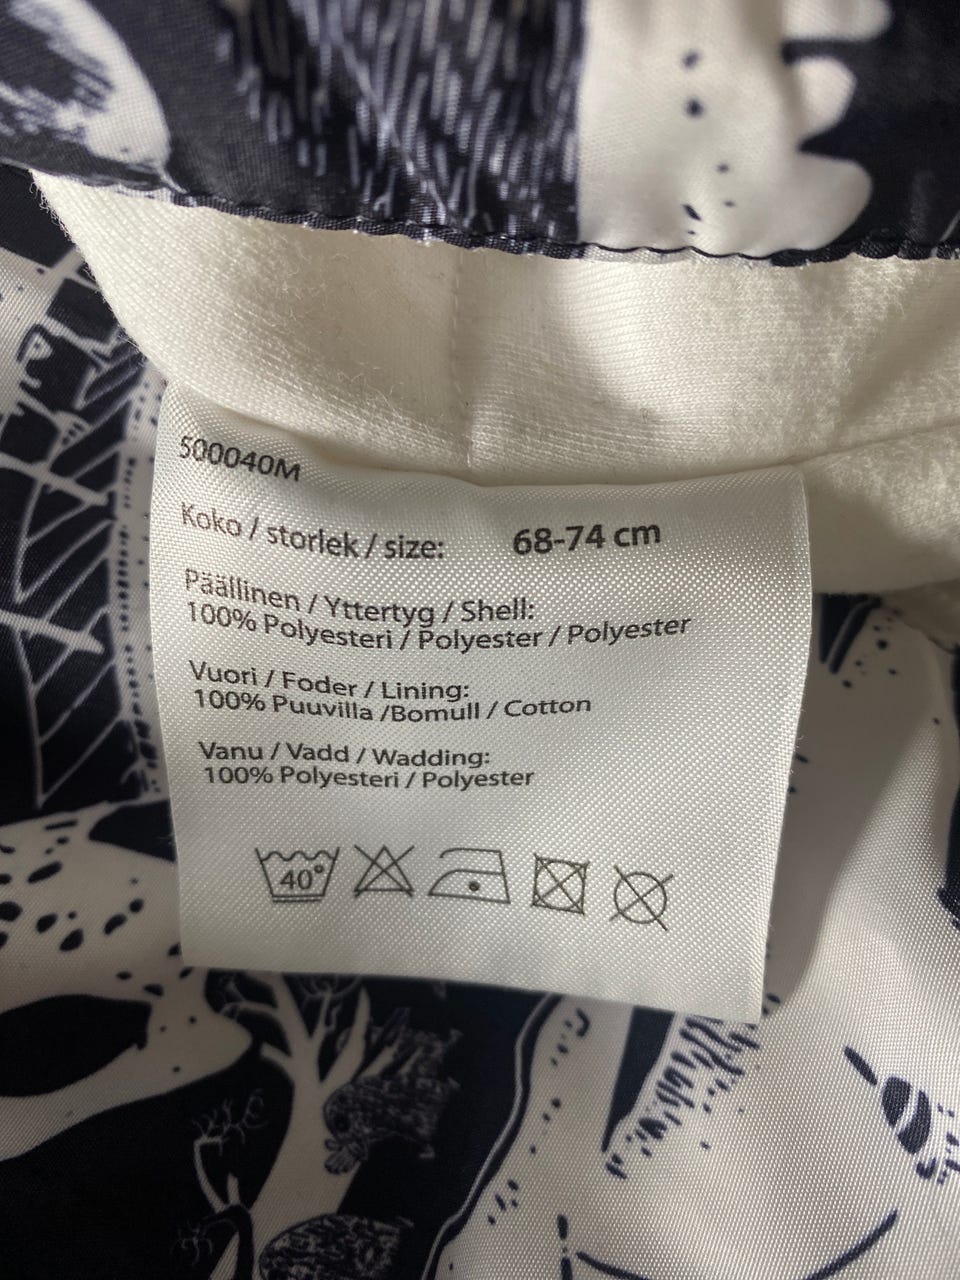 500040M
Koko / storlek / size: 68-74 cm
Päällinen / Yttertyg / Shell:
100% Polyesteri / Polyester / Polyester
Vuori / Foder / Lining:
100% Puuvilla /Bomull / Cotton
Vanu / Vadd / Wadding:
100% Polyesteri / Polyester
40°